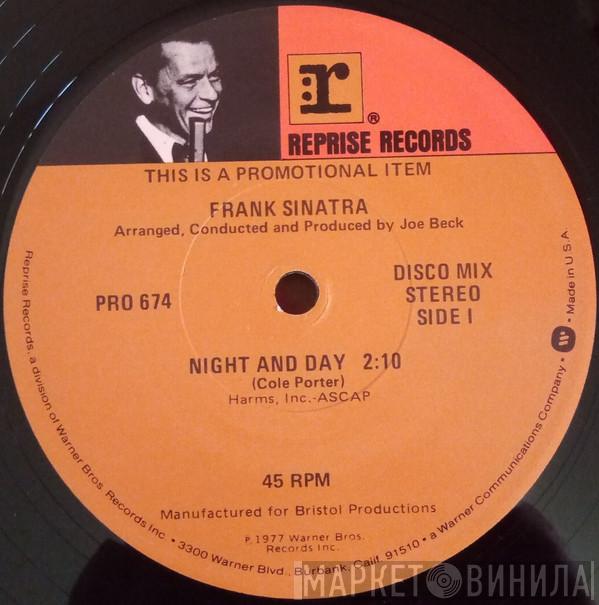 r
®
REPRISE RECORDS
THIS IS A PROMOTIONAL ITEM
FRANK SINATRA
Arranged, Conducted and Produced by Joe Beck
PRO 674
DISCO MIX
STEREO
SIDE I
NIGHT AND DAY 2:10
(Cole Porter)
Harms, Inc.-ASCAP
45 RPM
Manufactured for Bristol Productions
℗ 1977 Warner Bros.
Records Inc.
Reprise Records, a division of Warner Bros. Records Inc. • 3300 Warner Blvd., Burbank, Calif. 91510 • a Warner Communications Company • W • Made in U.S.A.
МАРКЕТ ВИНИЛА